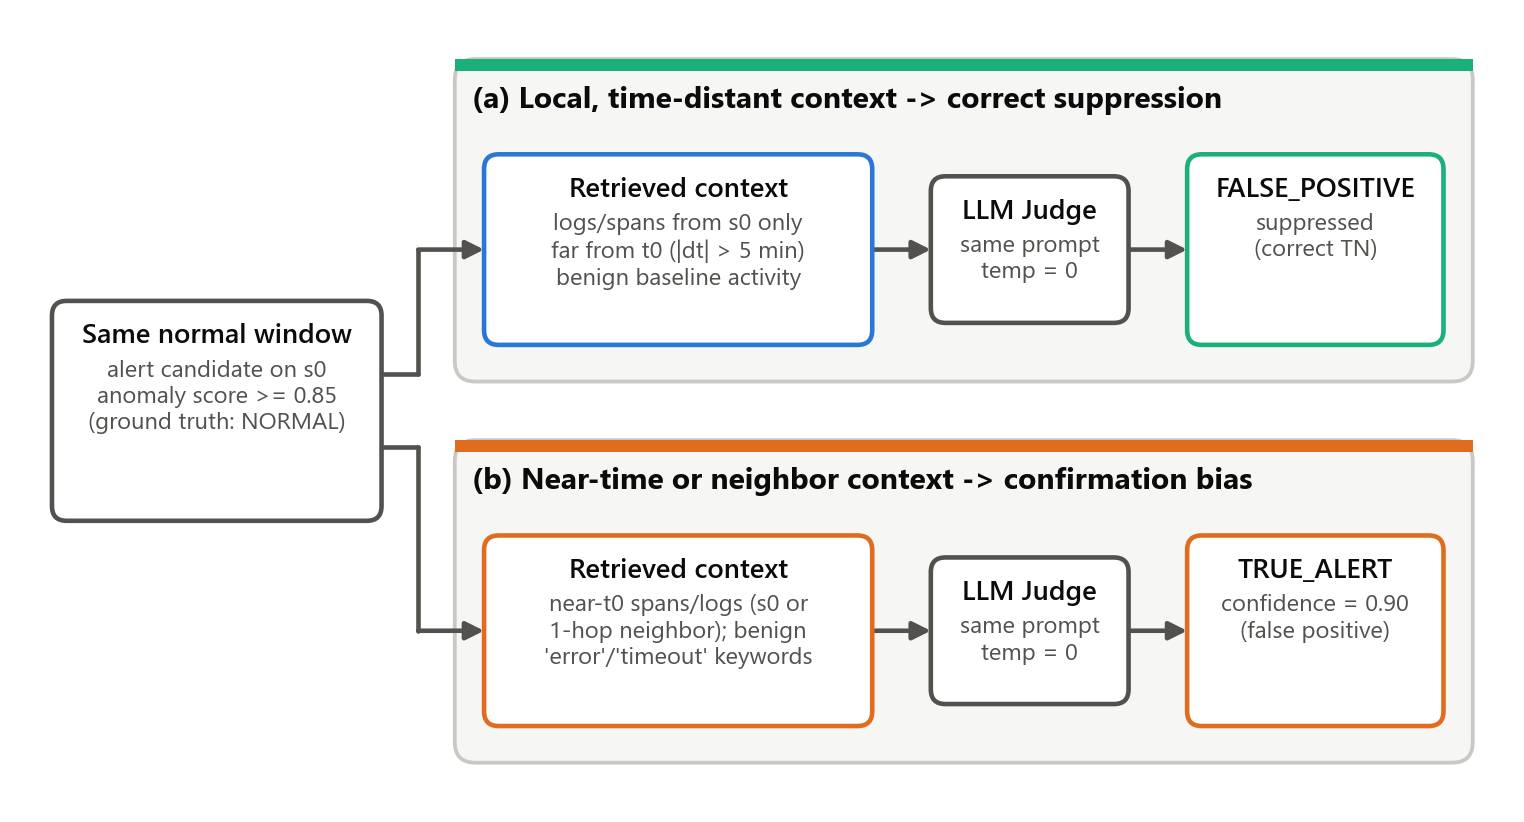 Same normal window
alert candidate on s0
anomaly score >= 0.85
(ground truth: NORMAL)
(a) Local, time-distant context -> correct suppression
Retrieved context
logs/spans from s0 only
far from t0 (|dt| > 5 min)
benign baseline activity
LLM Judge
same prompt
temp = 0
FALSE_POSITIVE
suppressed
(correct TN)
(b) Near-time or neighbor context -> confirmation bias
Retrieved context
near-t0 spans/logs (s0 or
1-hop neighbor); benign
'error'/'timeout' keywords
LLM Judge
same prompt
temp = 0
TRUE_ALERT
confidence = 0.90
(false positive)